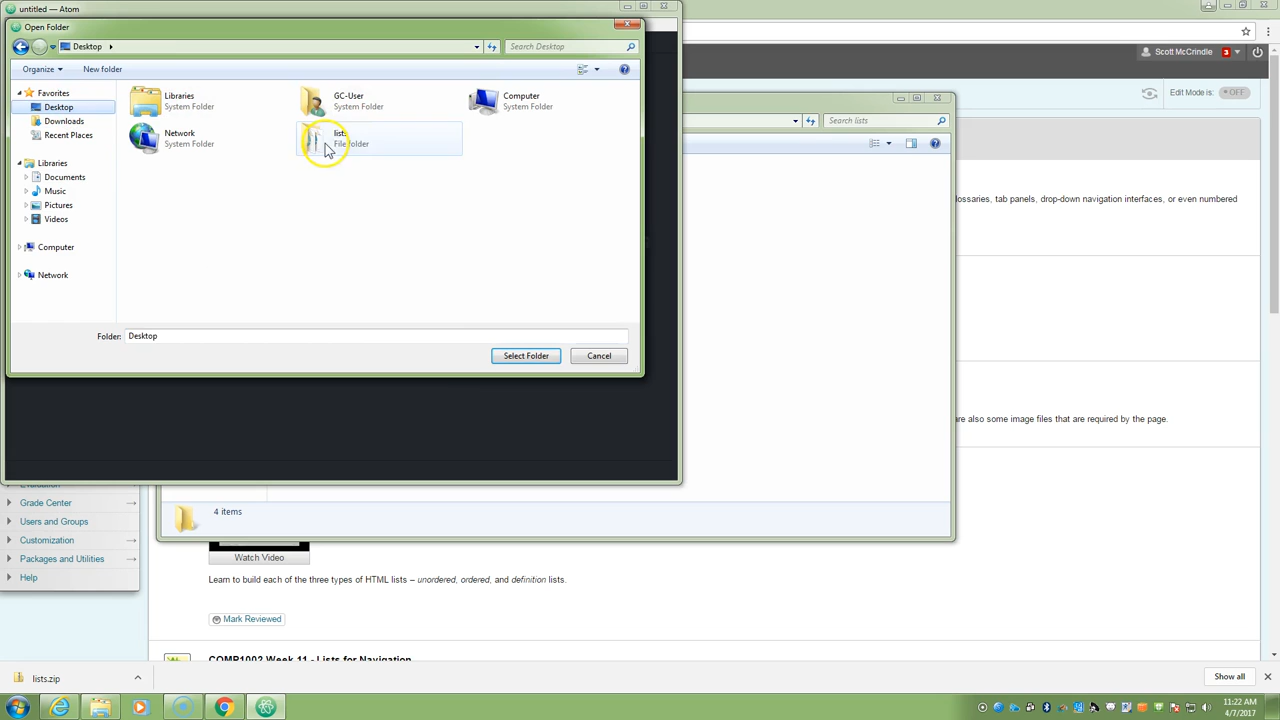 untitled — Atom
Open Folder
Desktop
Search Desktop
Organize
New folder
Favorites
Desktop
Downloads
Recent Places
Libraries
Documents
Music
Pictures
Videos
Computer
Network
Libraries
System Folder
GC-User
System Folder
Computer
System Folder
Network
System Folder
lists
File folder
Folder:
Desktop
Select Folder
Cancel
Search lists
4 items
Scott McCrindle
3
Edit Mode is:
OFF
lossaries, tab panels, drop-down navigation interfaces, or even numbered
are also some image files that are required by the page.
Grade Center
Users and Groups
Customization
Packages and Utilities
Help
Watch Video
Learn to build each of the three types of HTML lists – unordered, ordered, and definition lists.
Mark Reviewed
COMP1002 Week 11 - Lists for Navigation
lists.zip
Show all
11:22 AM
4/7/2017